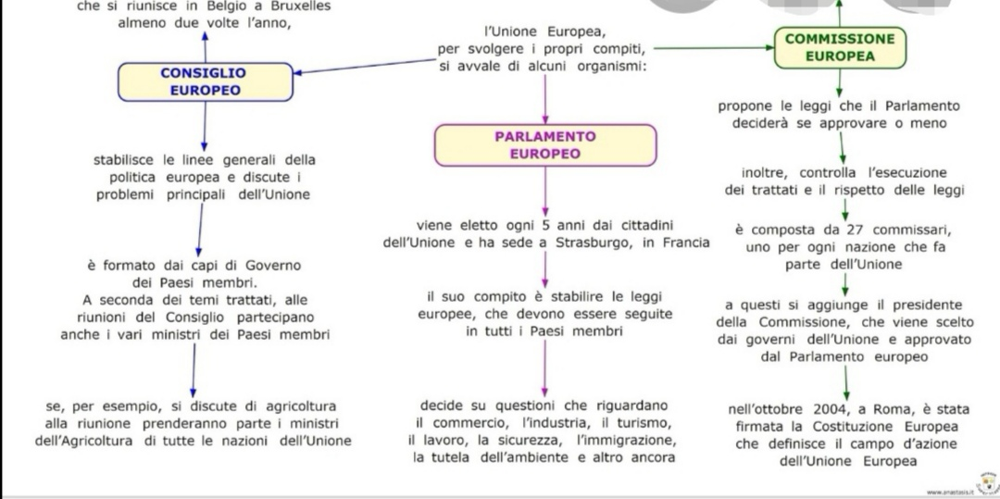 che si riunisce in Belgio a Bruxelles
almeno due volte l'anno,
CONSIGLIO
EUROPEO
stabilisce le linee generali della
politica europea e discute i
problemi principali dell'Unione
è formato dai capi di Governo
dei Paesi membri.
A seconda dei temi trattati, alle
riunioni del Consiglio partecipano
anche i vari ministri dei Paesi membri
se, per esempio, si discute di agricoltura
alla riunione prenderanno parte i ministri
dell'Agricoltura di tutte le nazioni dell'Unione
l'Unione Europea,
per svolgere i propri compiti,
si avvale di alcuni organismi:
PARLAMENTO
EUROPEO
viene eletto ogni 5 anni dai cittadini
dell'Unione e ha sede a Strasburgo, in Francia
il suo compito è stabilire le leggi
europee, che devono essere seguite
in tutti i Paesi membri
decide su questioni che riguardano
il commercio, l'industria, il turismo,
il lavoro, la sicurezza, l'immigrazione,
la tutela dell'ambiente e altro ancora
COMMISSIONE
EUROPEA
propone le leggi che il Parlamento
deciderà se approvare o meno
inoltre, controlla l'esecuzione
dei trattati e il rispetto delle leggi
è composta da 27 commissari,
uno per ogni nazione che fa
parte dell'Unione
a questi si aggiunge il presidente
della Commissione, che viene scelto
dai governi dell'Unione e approvato
dal Parlamento europeo
nell'ottobre 2004, a Roma, è stata
firmata la Costituzione Europea
che definisce il campo d'azione
dell'Unione Europea
www.anastasis.it